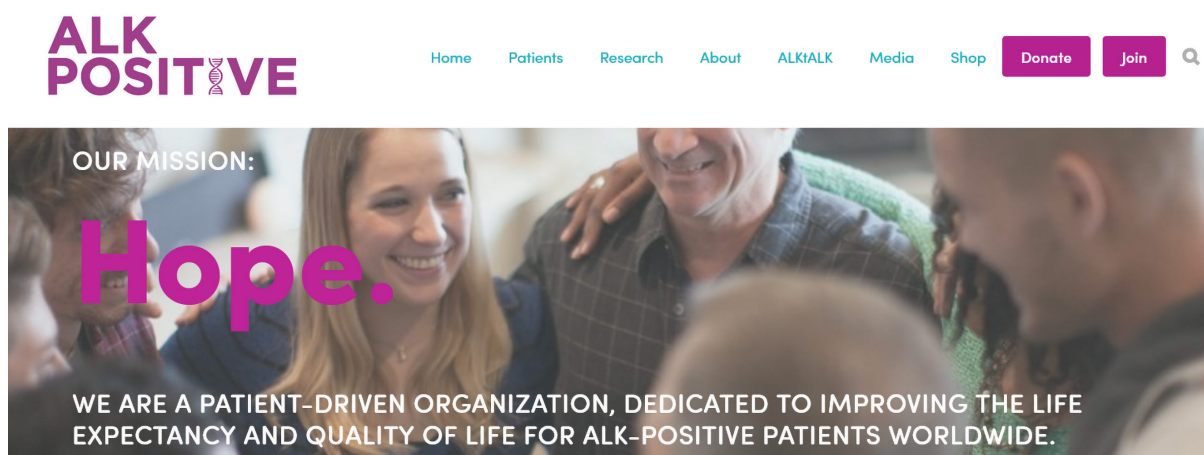 ALK
POSITIVE
Home Patients Research About ALKtALK Media Shop Donate Join
OUR MISSION:
Hope.
WE ARE A PATIENT-DRIVEN ORGANIZATION, DEDICATED TO IMPROVING THE LIFE
EXPECTANCY AND QUALITY OF LIFE FOR ALK-POSITIVE PATIENTS WORLDWIDE.